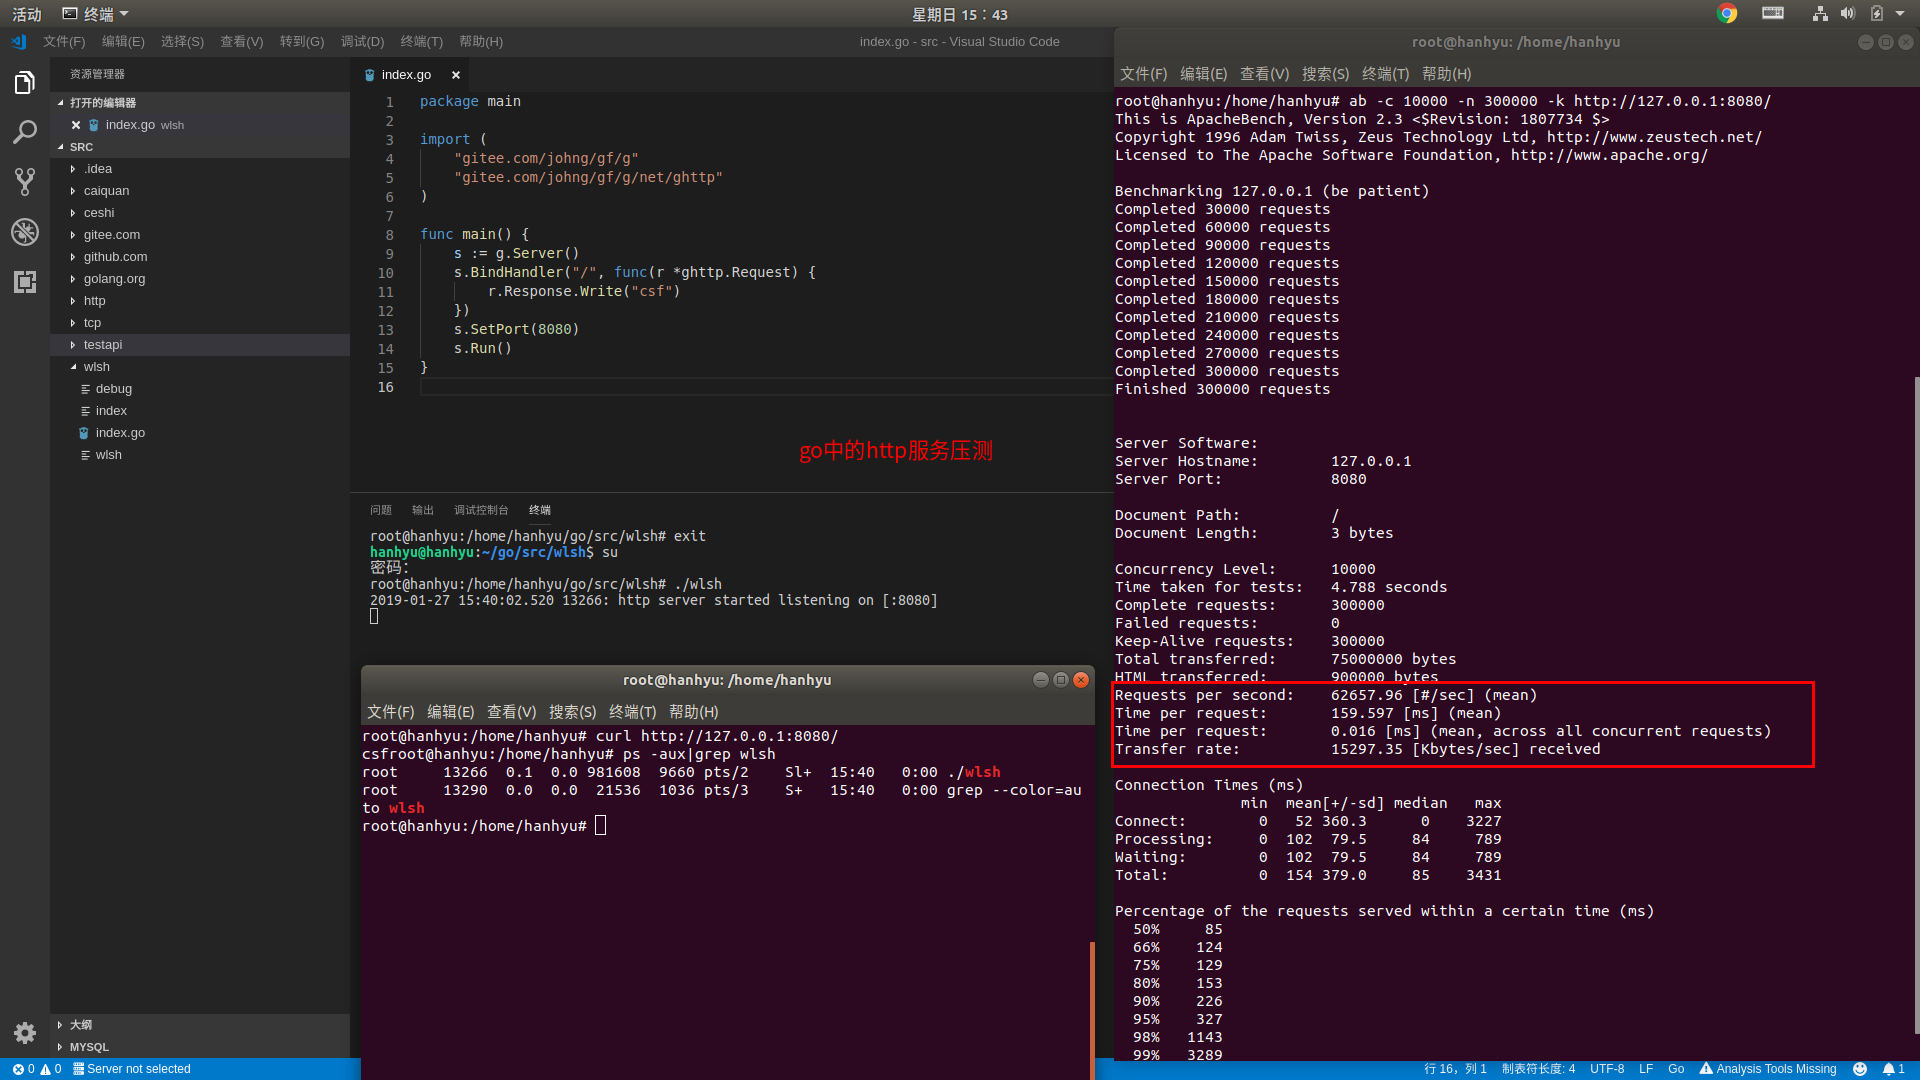 活动 终端 星期日 15：43
文件(F) 编辑(E) 选择(S) 查看(V) 转到(G) 调试(D) 终端(T) 帮助(H) index.go - src - Visual Studio Code
资源管理器
打开的编辑器
index.go wlsh
SRC
.idea
caiquan
ceshi
gitee.com
github.com
golang.org
http
tcp
testapi
wlsh
debug
index
index.go
wlsh
大纲
MYSQL
index.go
1 package main
2
3 import (
4 "gitee.com/johng/gf/g"
5 "gitee.com/johng/gf/g/net/ghttp"
6 )
7
8 func main() {
9 s := g.Server()
10 s.BindHandler("/", func(r *ghttp.Request) {
11 r.Response.Write("csf")
12 })
13 s.SetPort(8080)
14 s.Run()
15 }
16
go中的http服务压测
问题 输出 调试控制台 终端
root@hanhyu:/home/hanhyu/go/src/wlsh# exit
hanhyu@hanhyu:~/go/src/wlsh$ su
密码：
root@hanhyu:/home/hanhyu/go/src/wlsh# ./wlsh
2019-01-27 15:40:02.520 13266: http server started listening on [:8080]
root@hanhyu: /home/hanhyu
文件(F) 编辑(E) 查看(V) 搜索(S) 终端(T) 帮助(H)
root@hanhyu:/home/hanhyu# curl http://127.0.0.1:8080/
csfroot@hanhyu:/home/hanhyu# ps -aux|grep wlsh
root 13266 0.1 0.0 981608 9660 pts/2 Sl+ 15:40 0:00 ./wlsh
root 13290 0.0 0.0 21536 1036 pts/3 S+ 15:40 0:00 grep --color=au
to wlsh
root@hanhyu:/home/hanhyu#
root@hanhyu: /home/hanhyu
文件(F) 编辑(E) 查看(V) 搜索(S) 终端(T) 帮助(H)
root@hanhyu:/home/hanhyu# ab -c 10000 -n 300000 -k http://127.0.0.1:8080/
This is ApacheBench, Version 2.3 <$Revision: 1807734 $>
Copyright 1996 Adam Twiss, Zeus Technology Ltd, http://www.zeustech.net/
Licensed to The Apache Software Foundation, http://www.apache.org/
Benchmarking 127.0.0.1 (be patient)
Completed 30000 requests
Completed 60000 requests
Completed 90000 requests
Completed 120000 requests
Completed 150000 requests
Completed 180000 requests
Completed 210000 requests
Completed 240000 requests
Completed 270000 requests
Completed 300000 requests
Finished 300000 requests
Server Software:
Server Hostname: 127.0.0.1
Server Port: 8080
Document Path: /
Document Length: 3 bytes
Concurrency Level: 10000
Time taken for tests: 4.788 seconds
Complete requests: 300000
Failed requests: 0
Keep-Alive requests: 300000
Total transferred: 75000000 bytes
HTML transferred: 900000 bytes
Requests per second: 62657.96 [#/sec] (mean)
Time per request: 159.597 [ms] (mean)
Time per request: 0.016 [ms] (mean, across all concurrent requests)
Transfer rate: 15297.35 [Kbytes/sec] received
Connection Times (ms)
min mean[+/-sd] median max
Connect: 0 52 360.3 0 3227
Processing: 0 102 79.5 84 789
Waiting: 0 102 79.5 84 789
Total: 0 154 379.0 85 3431
Percentage of the requests served within a certain time (ms)
50% 85
66% 124
75% 129
80% 153
90% 226
95% 327
98% 1143
99% 3289
0 0 Server not selected 行 16，列 1 制表符长度: 4 UTF-8 LF Go Analysis Tools Missing 1